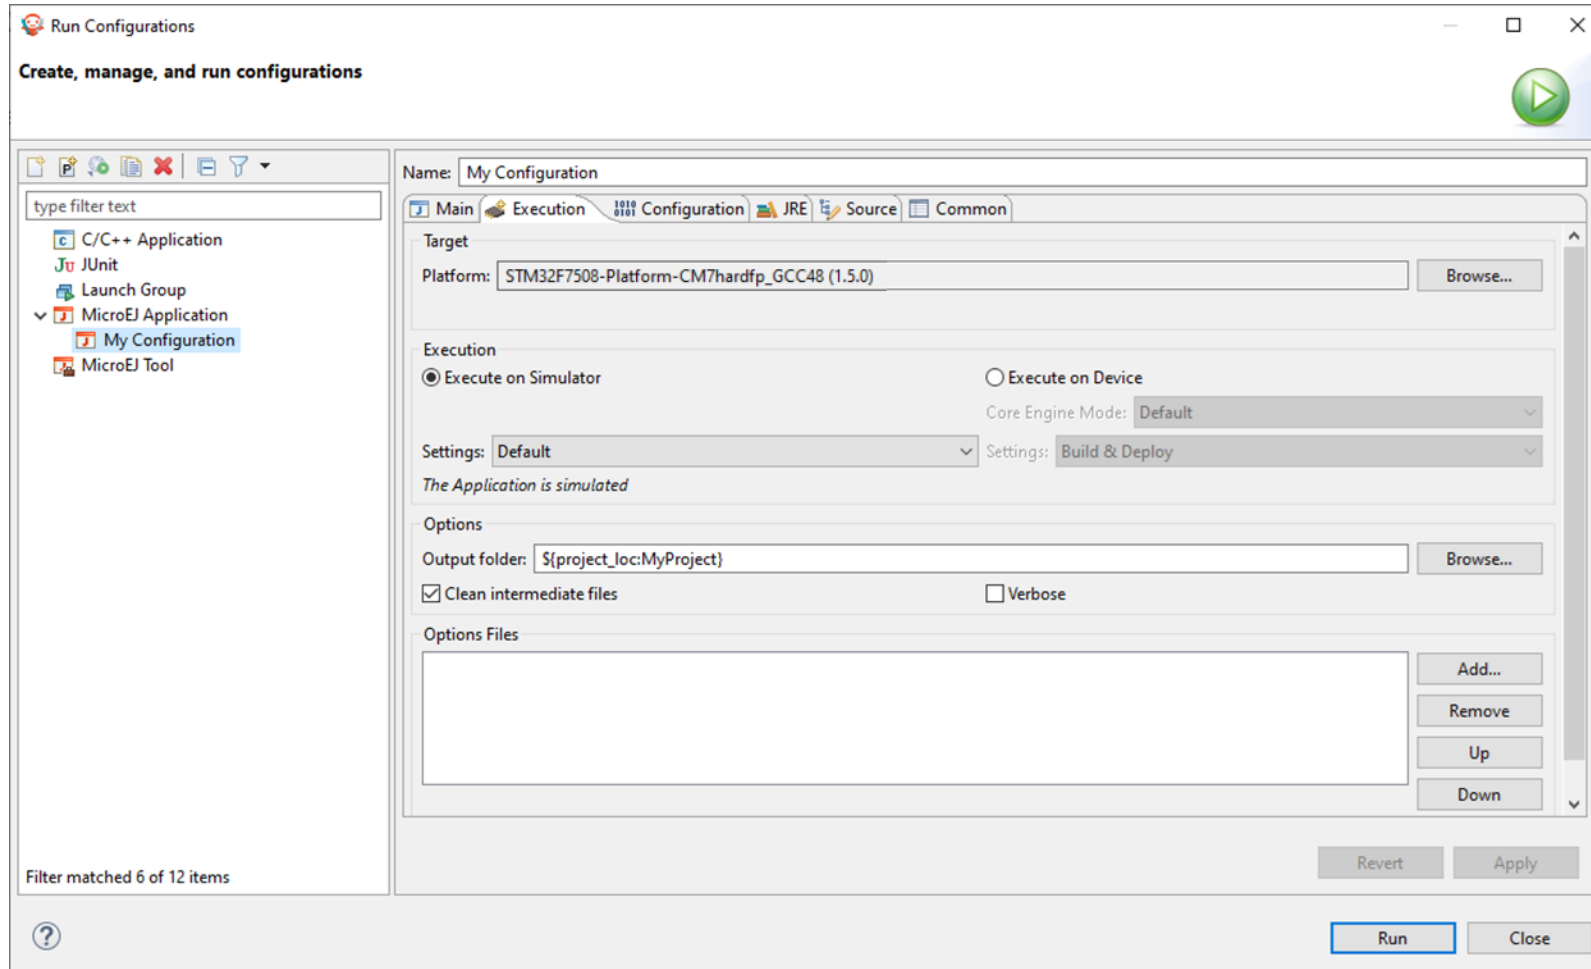 Run Configurations
Create, manage, and run configurations
type filter text
C/C++ Application
JUnit
Launch Group
MicroEJ Application
My Configuration
MicroEJ Tool
Filter matched 6 of 12 items
Name: My Configuration
Main Execution Configuration JRE Source Common
Target
Platform: STM32F7508-Platform-CM7hardfp_GCC48 (1.5.0) Browse...
Execution
Execute on Simulator Execute on Device
Core Engine Mode: Default
Settings: Default Settings: Build & Deploy
The Application is simulated
Options
Output folder: ${project_loc:MyProject} Browse...
Clean intermediate files Verbose
Options Files
Add...
Remove
Up
Down
Revert Apply
Run Close